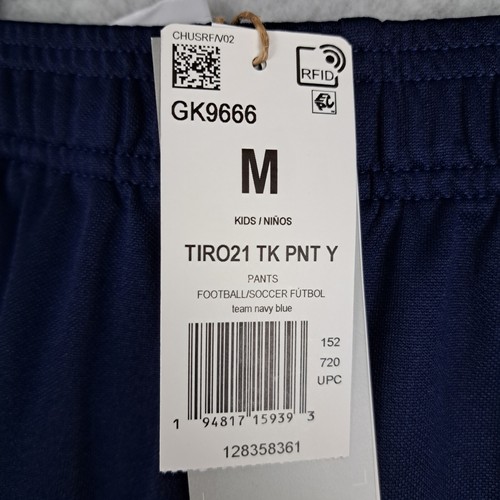 CHUSRF/V02
RFID
GK9666
M
KIDS / NIÑOS
TIRO21 TK PNT Y
PANTS
FOOTBALL/SOCCER FÚTBOL
team navy blue
152
720
UPC
1 94817 15939 3
128358361